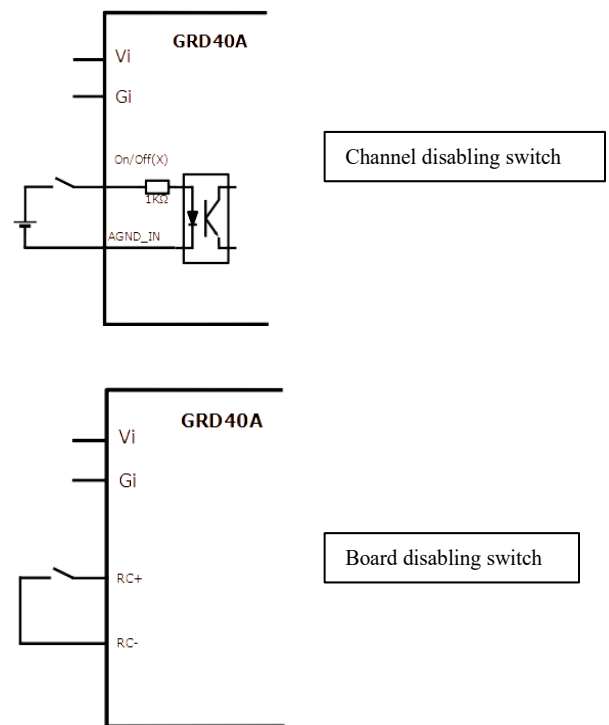 GRD40A
Vi
Gi
On/Off(X)
1KΩ
AGND_IN
Channel disabling switch
GRD40A
Vi
Gi
RC+
RC-
Board disabling switch